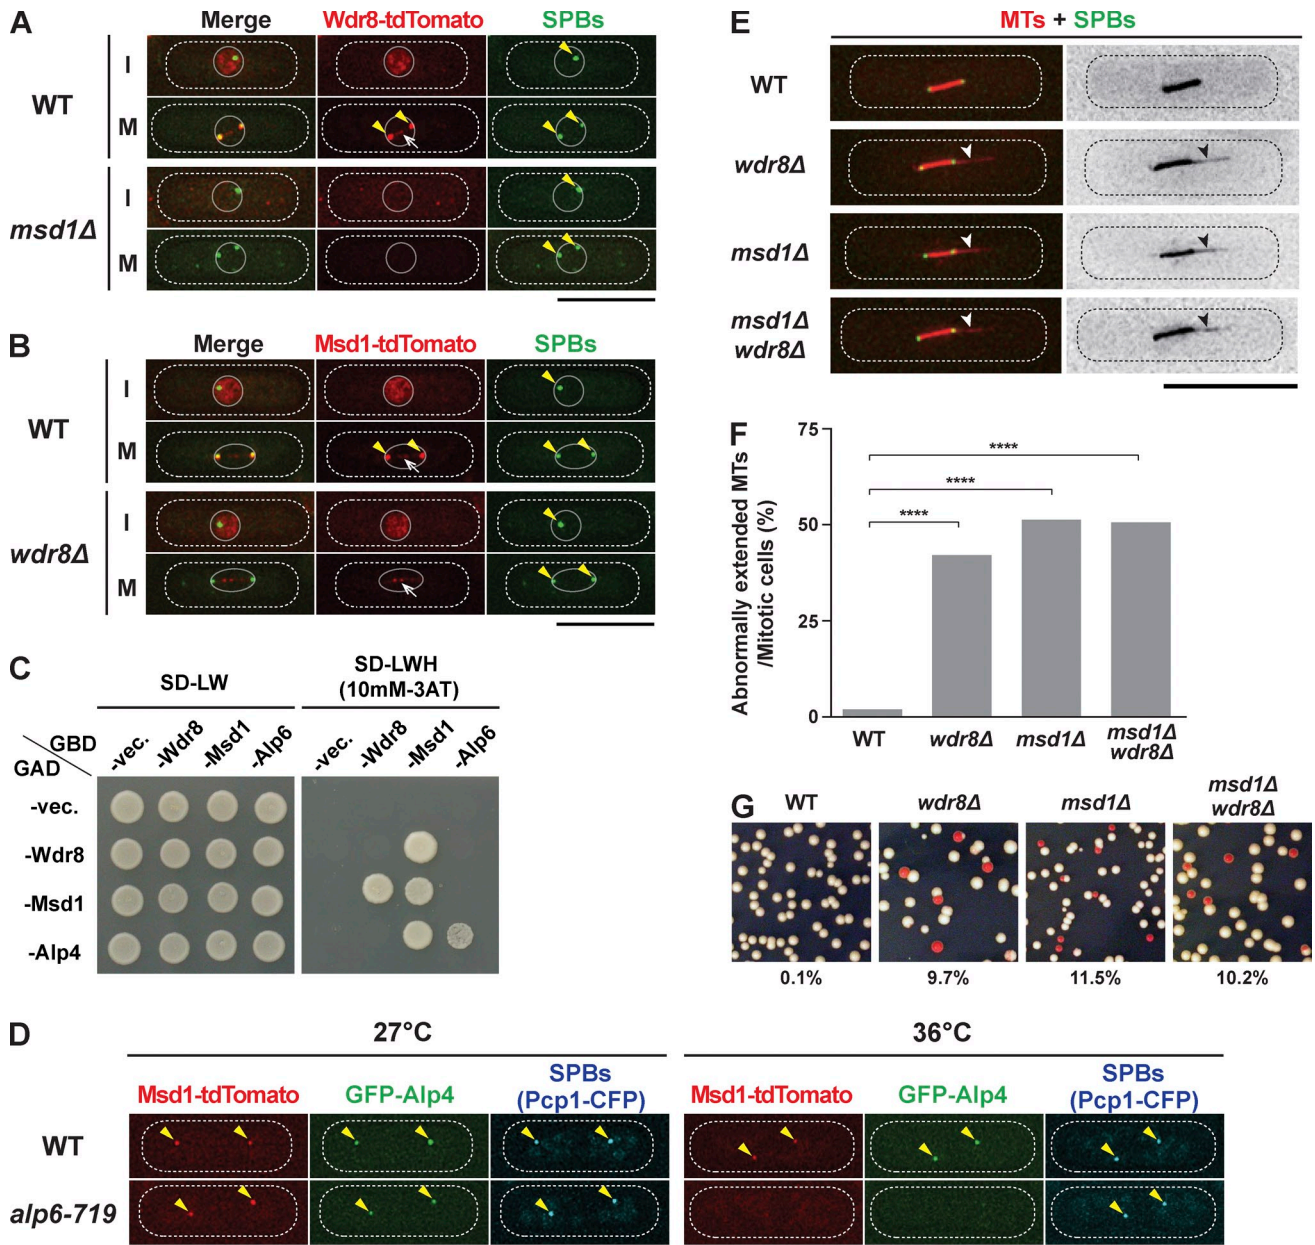 A
Merge Wdr8-tdTomato SPBs
WT
I
M
msd1Δ
I
M
B
Merge Msd1-tdTomato SPBs
WT
I
M
wdr8Δ
I
M
C
SD-LW
SD-LWH
(10mM-3AT)
GBD
GAD
-vec. -Wdr8 -Msd1 -Alp6
-vec. -Wdr8 -Msd1 -Alp6
-vec.
-Wdr8
-Msd1
-Alp4
D
27°C 36°C
Msd1-tdTomato GFP-Alp4 SPBs
(Pcp1-CFP)
Msd1-tdTomato GFP-Alp4 SPBs
(Pcp1-CFP)
WT
alp6-719
E
MTs + SPBs
WT
wdr8Δ
msd1Δ
msd1Δ
wdr8Δ
F
Abnormally extended MTs
/Mitotic cells (%)
75
50
25
0
****
****
****
WT wdr8Δ msd1Δ msd1Δ
wdr8Δ
G
WT wdr8Δ msd1Δ msd1Δ
wdr8Δ
0.1% 9.7% 11.5% 10.2%